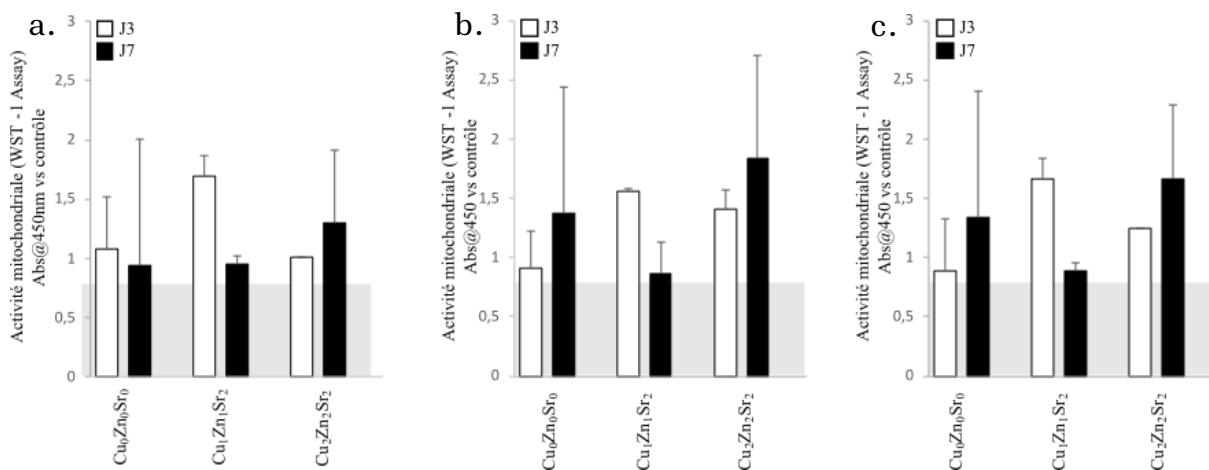 a.
Activité mitochondriale (WST -1 Assay)
Abs@450nm vs contrôle
3
2,5
2
1,5
1
0,5
0
J3
J7
Cu₀Zn₀Sr₀
Cu₁Zn₁Sr₂
Cu₂Zn₂Sr₂
b.
Activité mitochondriale (WST -1 Assay)
Abs@450 vs contrôle
3
2,5
2
1,5
1
0,5
0
J3
J7
Cu₀Zn₀Sr₀
Cu₁Zn₁Sr₂
Cu₂Zn₂Sr₂
c.
Activité mitochondriale (WST -1 Assay)
Abs@450 vs contrôle
3
2,5
2
1,5
1
0,5
0
J3
J7
Cu₀Zn₀Sr₀
Cu₁Zn₁Sr₂
Cu₂Zn₂Sr₂